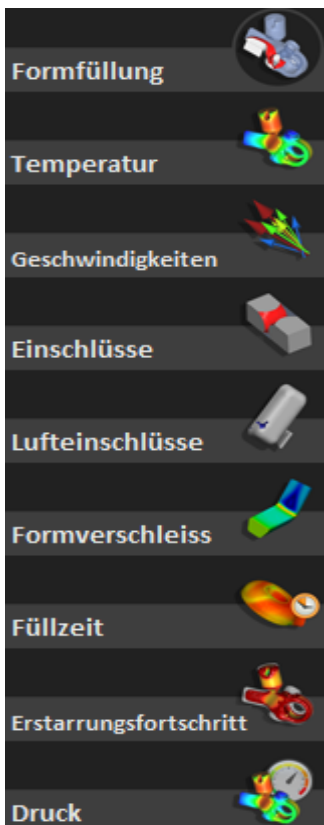 Formfüllung
Temperatur
Geschwindigkeiten
Einschlüsse
Lufteinschlüsse
Formverschleiss
Füllzeit
Erstarrungsfortschritt
Druck